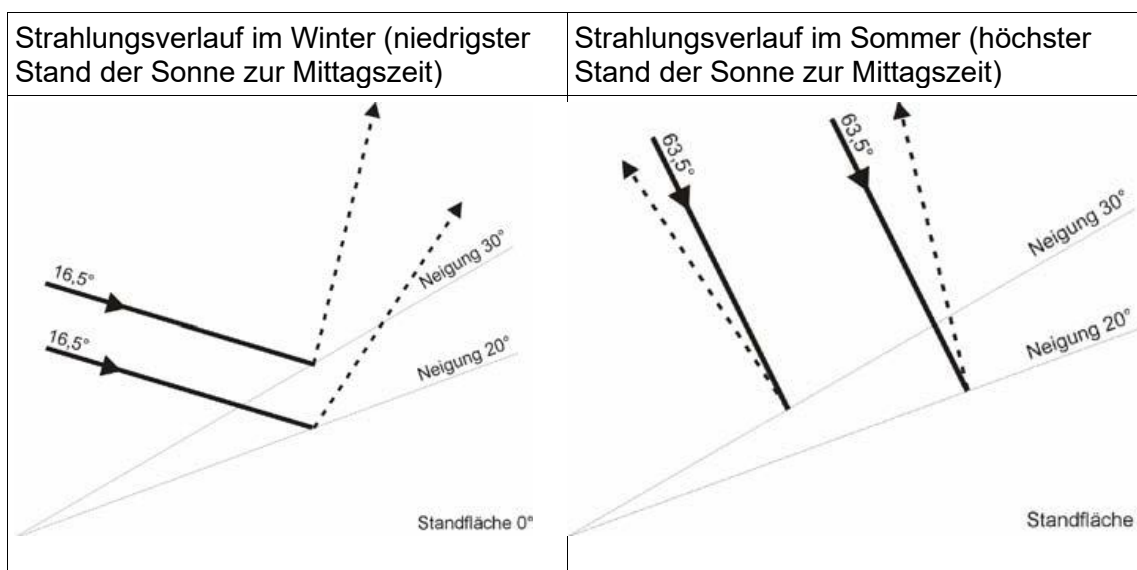 Strahlungsverlauf im Winter (niedrigster
Stand der Sonne zur Mittagszeit)
Strahlungsverlauf im Sommer (höchster
Stand der Sonne zur Mittagszeit)
16,5°
16,5°
Neigung 30°
Neigung 20°
Standfläche 0°
63,5°
63,5°
Neigung 30°
Neigung 20°
Standfläche